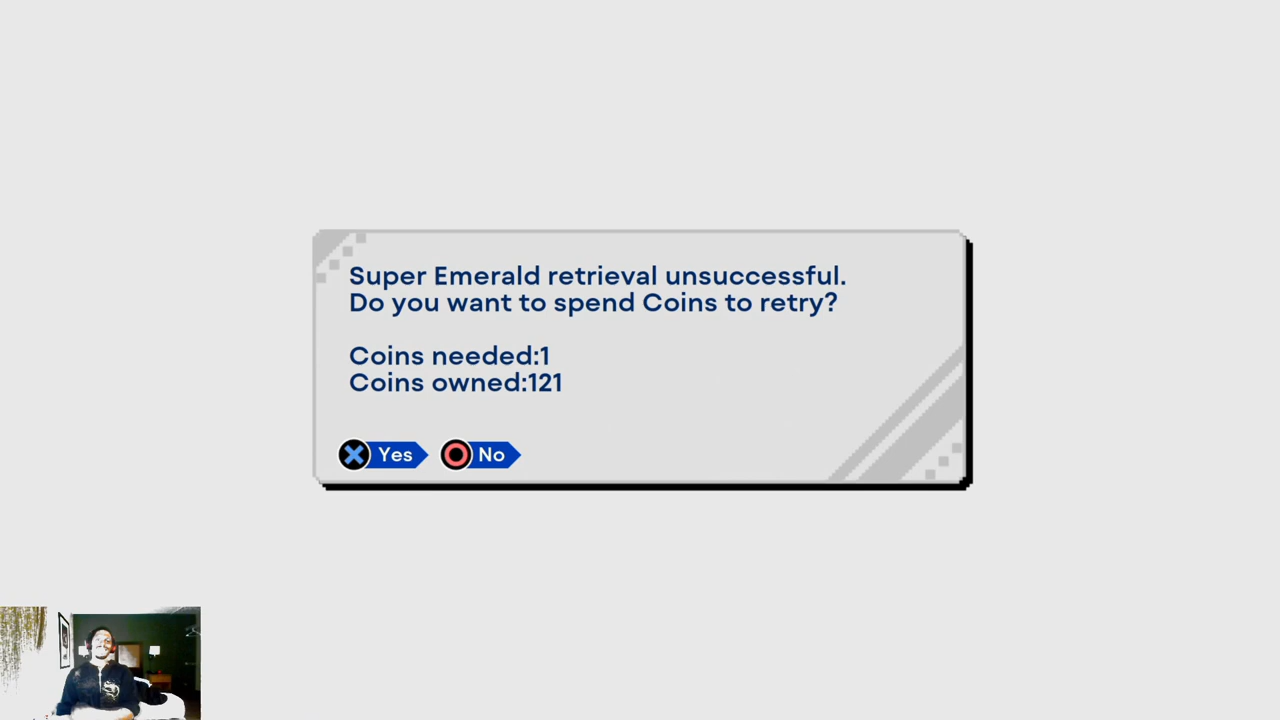 Super Emerald retrieval unsuccessful.
Do you want to spend Coins to retry?
Coins needed:1
Coins owned:121
Yes No